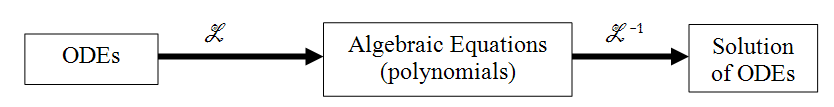 ODEs
ℒ
Algebraic Equations
(polynomials)
ℒ⁻¹
Solution
of ODEs